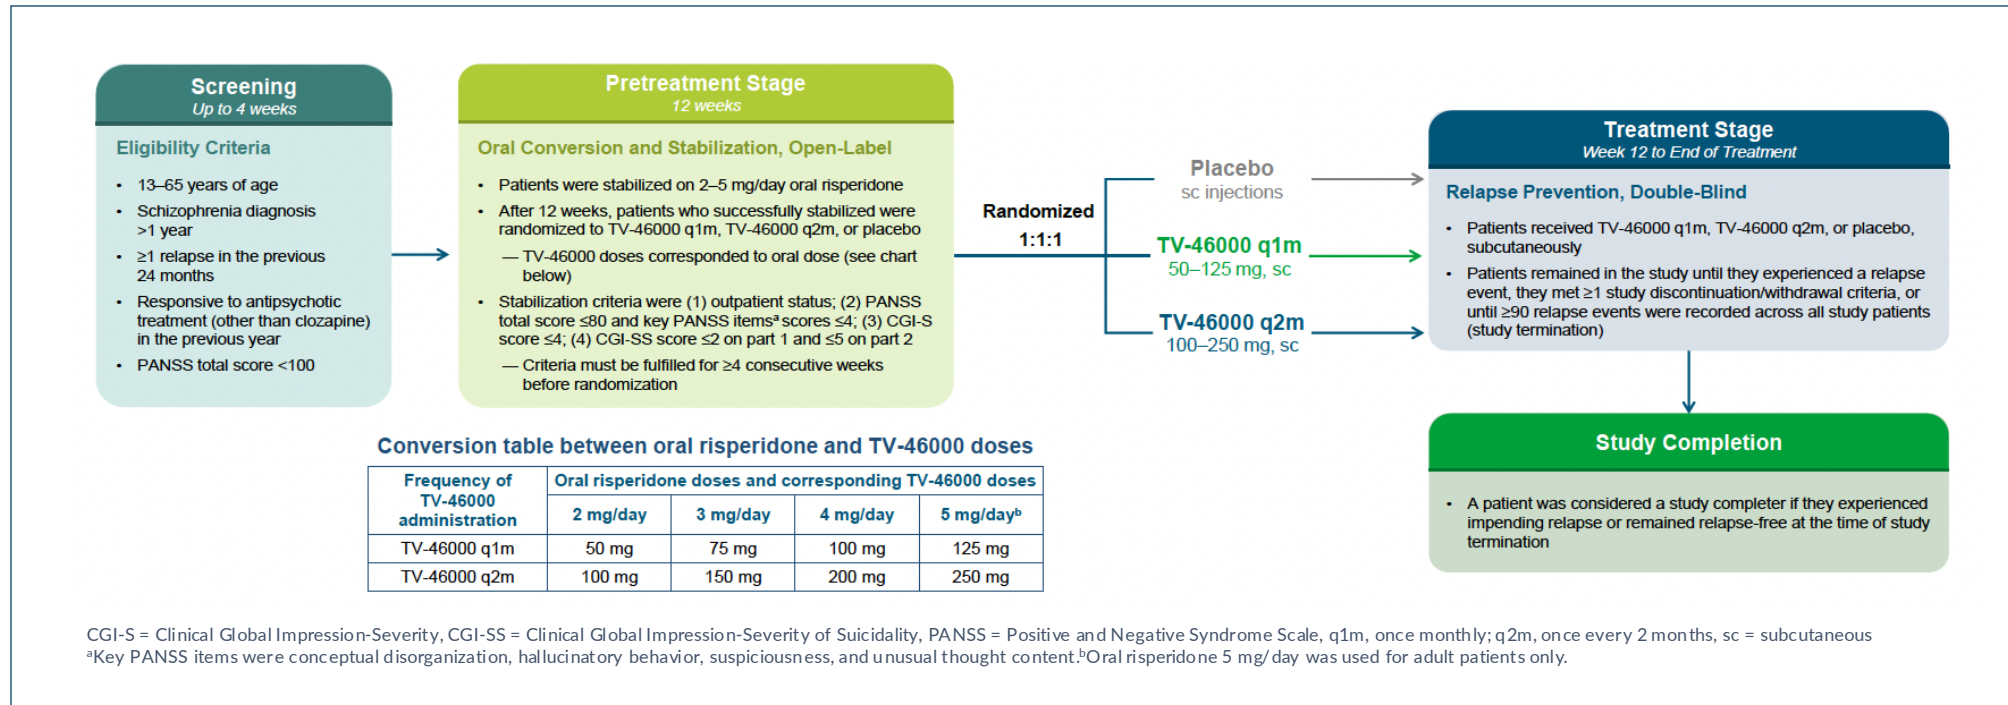 Screening
Up to 4 weeks
Eligibility Criteria
• 13–65 years of age
• Schizophrenia diagnosis
>1 year
• ≥1 relapse in the previous
24 months
• Responsive to antipsychotic
treatment (other than clozapine)
in the previous year
• PANSS total score <100
Pretreatment Stage
12 weeks
Oral Conversion and Stabilization, Open-Label
• Patients were stabilized on 2–5 mg/day oral risperidone
• After 12 weeks, patients who successfully stabilized were
randomized to TV-46000 q1m, TV-46000 q2m, or placebo
— TV-46000 doses corresponded to oral dose (see chart
below)
• Stabilization criteria were (1) outpatient status; (2) PANSS
total score ≤80 and key PANSS itemsᵃ scores ≤4; (3) CGI-S
score ≤4; (4) CGI-SS score ≤2 on part 1 and ≤5 on part 2
— Criteria must be fulfilled for ≥4 consecutive weeks
before randomization
Randomized
1:1:1
Placebo
sc injections
TV-46000 q1m
50–125 mg, sc
TV-46000 q2m
100–250 mg, sc
Treatment Stage
Week 12 to End of Treatment
Relapse Prevention, Double-Blind
• Patients received TV-46000 q1m, TV-46000 q2m, or placebo,
subcutaneously
• Patients remained in the study until they experienced a relapse
event, they met ≥1 study discontinuation/withdrawal criteria, or
until ≥90 relapse events were recorded across all study patients
(study termination)
Study Completion
• A patient was considered a study completer if they experienced
impending relapse or remained relapse-free at the time of study
termination
Conversion table between oral risperidone and TV-46000 doses
Frequency of
TV-46000
administration
Oral risperidone doses and corresponding TV-46000 doses
2 mg/day 3 mg/day 4 mg/day 5 mg/dayᵇ
TV-46000 q1m 50 mg 75 mg 100 mg 125 mg
TV-46000 q2m 100 mg 150 mg 200 mg 250 mg
CGI-S = Clinical Global Impression-Severity, CGI-SS = Clinical Global Impression-Severity of Suicidality, PANSS = Positive and Negative Syndrome Scale, q1m, once monthly; q2m, once every 2 months, sc = subcutaneous
ᵃKey PANSS items were conceptual disorganization, hallucinatory behavior, suspiciousness, and unusual thought content.ᵇOral risperidone 5 mg/day was used for adult patients only.